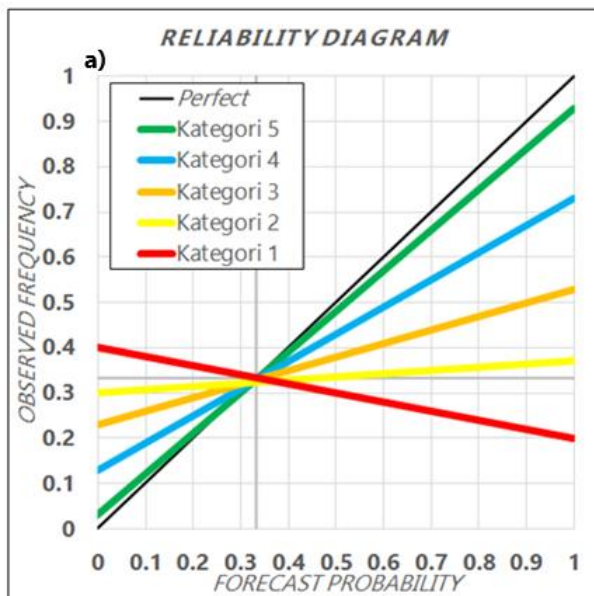 RELIABILITY DIAGRAM
a)
Perfect
Kategori 5
Kategori 4
Kategori 3
Kategori 2
Kategori 1
OBSERVED FREQUENCY
1
0.9
0.8
0.7
0.6
0.5
0.4
0.3
0.2
0.1
0
0 0.1 0.2 0.3 0.4 0.5 0.6 0.7 0.8 0.9 1
FORECAST PROBABILITY